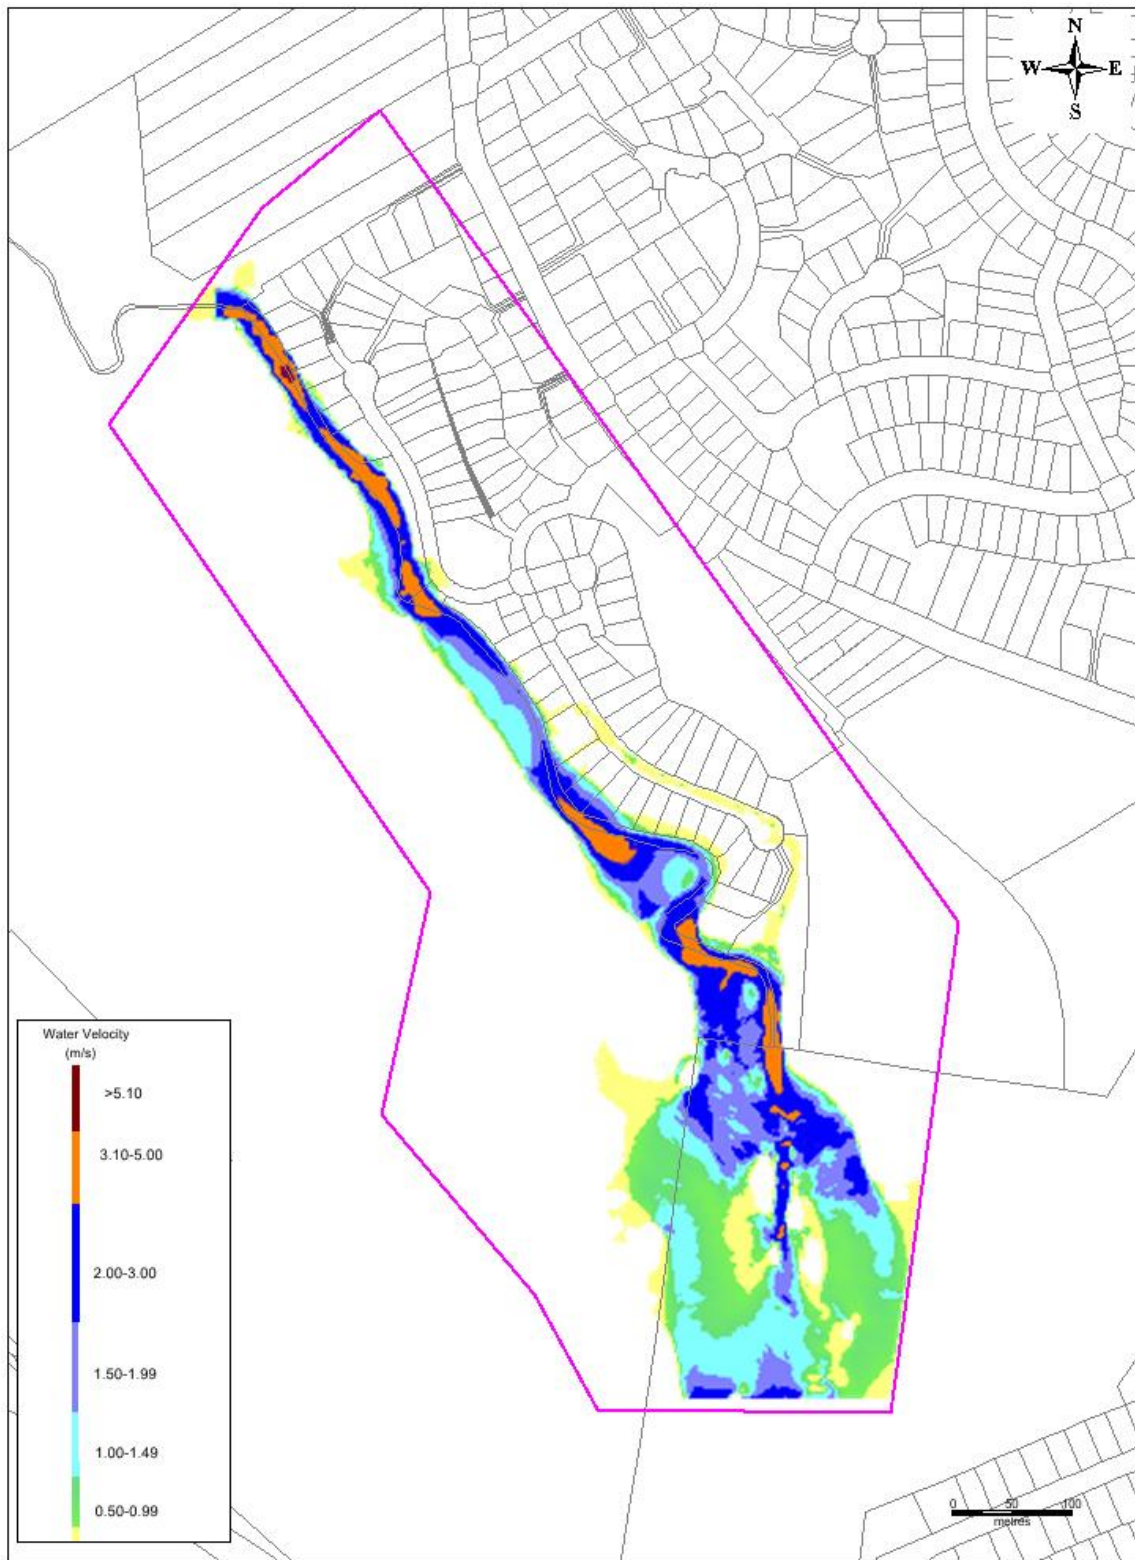 N
W E
S
Water Velocity
(m/s)
>5.10
3.10-5.00
2.00-3.00
1.50-1.99
1.00-1.49
0.50-0.99
0 50 100
metres